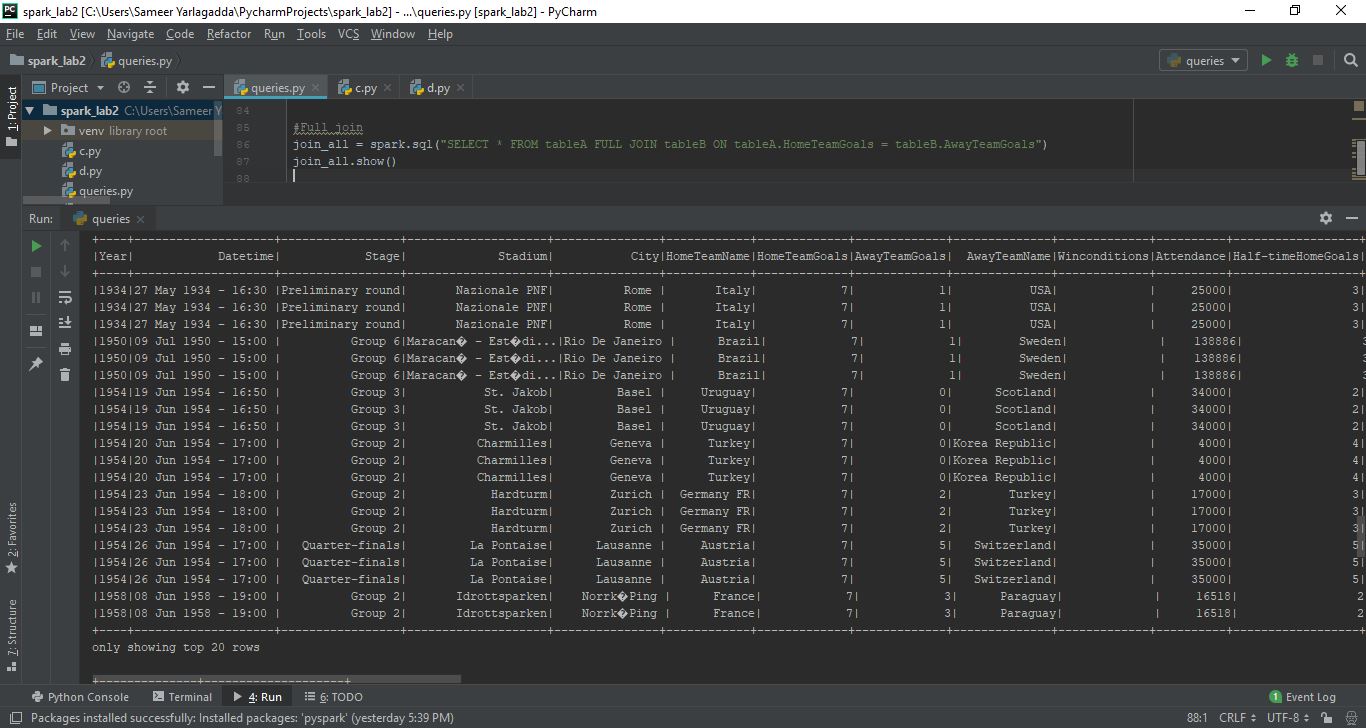 spark_lab2 [C:\Users\Sameer Yarlagadda\PycharmProjects\spark_lab2] - ...\queries.py [spark_lab2] - PyCharm
File Edit View Navigate Code Refactor Run Tools VCS Window Help
spark_lab2 queries.py queries
1: Project
Project queries.py c.py d.py
spark_lab2 C:\Users\Sameer Y
venv library root
c.py
d.py
queries.py
84
85 #Full join
86 join_all = spark.sql("SELECT * FROM tableA FULL JOIN tableB ON tableA.HomeTeamGoals = tableB.AwayTeamGoals")
87 join_all.show()
88
Run: queries
|Year| Datetime| Stage| Stadium| City|HomeTeamName|HomeTeamGoals|AwayTeamGoals| AwayTeamName|Winconditions|Attendance|Half-timeHomeGoals|
|1934|27 May 1934 - 16:30 |Preliminary round| Nazionale PNF| Rome | Italy| 7| 1| USA| | 25000| 3|
|1934|27 May 1934 - 16:30 |Preliminary round| Nazionale PNF| Rome | Italy| 7| 1| USA| | 25000| 3|
|1934|27 May 1934 - 16:30 |Preliminary round| Nazionale PNF| Rome | Italy| 7| 1| USA| | 25000| 3|
|1950|09 Jul 1950 - 15:00 | Group 6|Maracan� - Est�di...|Rio De Janeiro | Brazil| 7| 1| Sweden| | 138886| 3
|1950|09 Jul 1950 - 15:00 | Group 6|Maracan� - Est�di...|Rio De Janeiro | Brazil| 7| 1| Sweden| | 138886| 3
|1950|09 Jul 1950 - 15:00 | Group 6|Maracan� - Est�di...|Rio De Janeiro | Brazil| 7| 1| Sweden| | 138886| 3
|1954|19 Jun 1954 - 16:50 | Group 3| St. Jakob| Basel | Uruguay| 7| 0| Scotland| | 34000| 2|
|1954|19 Jun 1954 - 16:50 | Group 3| St. Jakob| Basel | Uruguay| 7| 0| Scotland| | 34000| 2|
|1954|19 Jun 1954 - 16:50 | Group 3| St. Jakob| Basel | Uruguay| 7| 0| Scotland| | 34000| 2|
|1954|20 Jun 1954 - 17:00 | Group 2| Charmilles| Geneva | Turkey| 7| 0|Korea Republic| | 4000| 4|
|1954|20 Jun 1954 - 17:00 | Group 2| Charmilles| Geneva | Turkey| 7| 0|Korea Republic| | 4000| 4|
|1954|20 Jun 1954 - 17:00 | Group 2| Charmilles| Geneva | Turkey| 7| 0|Korea Republic| | 4000| 4|
|1954|23 Jun 1954 - 18:00 | Group 2| Hardturm| Zurich | Germany FR| 7| 2| Turkey| | 17000| 3|
|1954|23 Jun 1954 - 18:00 | Group 2| Hardturm| Zurich | Germany FR| 7| 2| Turkey| | 17000| 3|
|1954|23 Jun 1954 - 18:00 | Group 2| Hardturm| Zurich | Germany FR| 7| 2| Turkey| | 17000| 3|
|1954|26 Jun 1954 - 17:00 | Quarter-finals| La Pontaise| Lausanne | Austria| 7| 5| Switzerland| | 35000| 5|
|1954|26 Jun 1954 - 17:00 | Quarter-finals| La Pontaise| Lausanne | Austria| 7| 5| Switzerland| | 35000| 5|
|1954|26 Jun 1954 - 17:00 | Quarter-finals| La Pontaise| Lausanne | Austria| 7| 5| Switzerland| | 35000| 5|
|1958|08 Jun 1958 - 19:00 | Group 2| Idrottsparken| Norrk�Ping | France| 7| 3| Paraguay| | 16518| 2
|1958|08 Jun 1958 - 19:00 | Group 2| Idrottsparken| Norrk�Ping | France| 7| 3| Paraguay| | 16518| 2
only showing top 20 rows
2: Favorites
7: Structure
Python Console Terminal 4: Run 6: TODO 1 Event Log
Packages installed successfully: Installed packages: 'pyspark' (yesterday 5:39 PM) 88:1 CRLF UTF-8